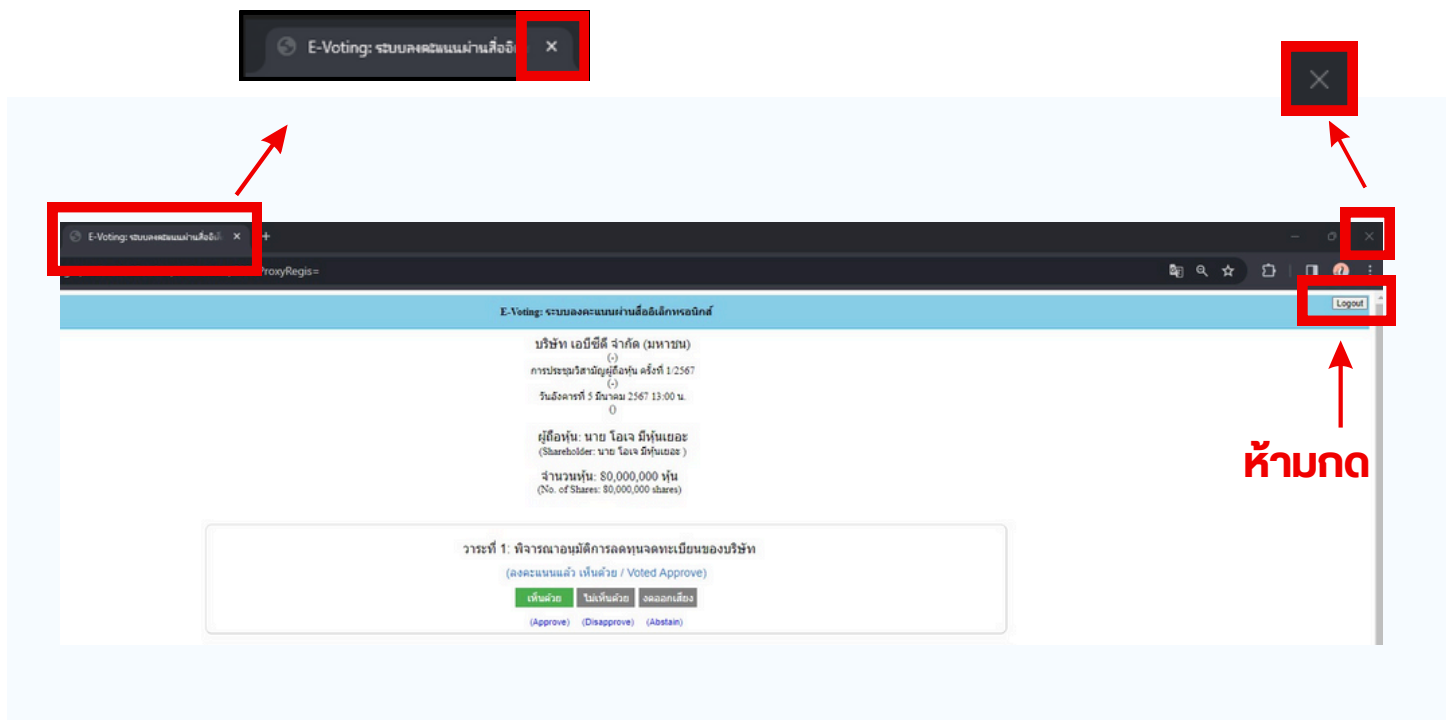 E-Voting: ระบบลงคะแนนผ่านสื่ออิ
E-Voting: ระบบลงคะแนนผ่านสื่ออิเล็
ProxyRegis=
E-Voting: ระบบลงคะแนนผ่านสื่ออิเล็กทรอนิกส์
Logout
บริษัท เอบีซีดี จำกัด (มหาชน)
(-)
การประชุมวิสามัญผู้ถือหุ้น ครั้งที่ 1/2567
(-)
วันอังคารที่ 5 มีนาคม 2567 13:00 น.
()
ผู้ถือหุ้น: นาย โอเจ มีหุ้นเยอะ
(Shareholder: นาย โอเจ มีหุ้นเยอะ )
จำนวนหุ้น: 80,000,000 หุ้น
(No. of Shares: 80,000,000 shares)
ห้ามกด
วาระที่ 1: พิจารณาอนุมัติการลดทุนจดทะเบียนของบริษัท
(ลงคะแนนแล้ว เห็นด้วย / Voted Approve)
เห็นด้วย ไม่เห็นด้วย งดออกเสียง
(Approve) (Disapprove) (Abstain)